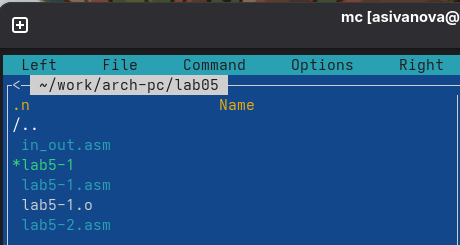 mc [asivanova@
Left File Command Options Right
<- ~/work/arch-pc/lab05
.n Name
/..
in_out.asm
*lab5-1
lab5-1.asm
lab5-1.o
lab5-2.asm